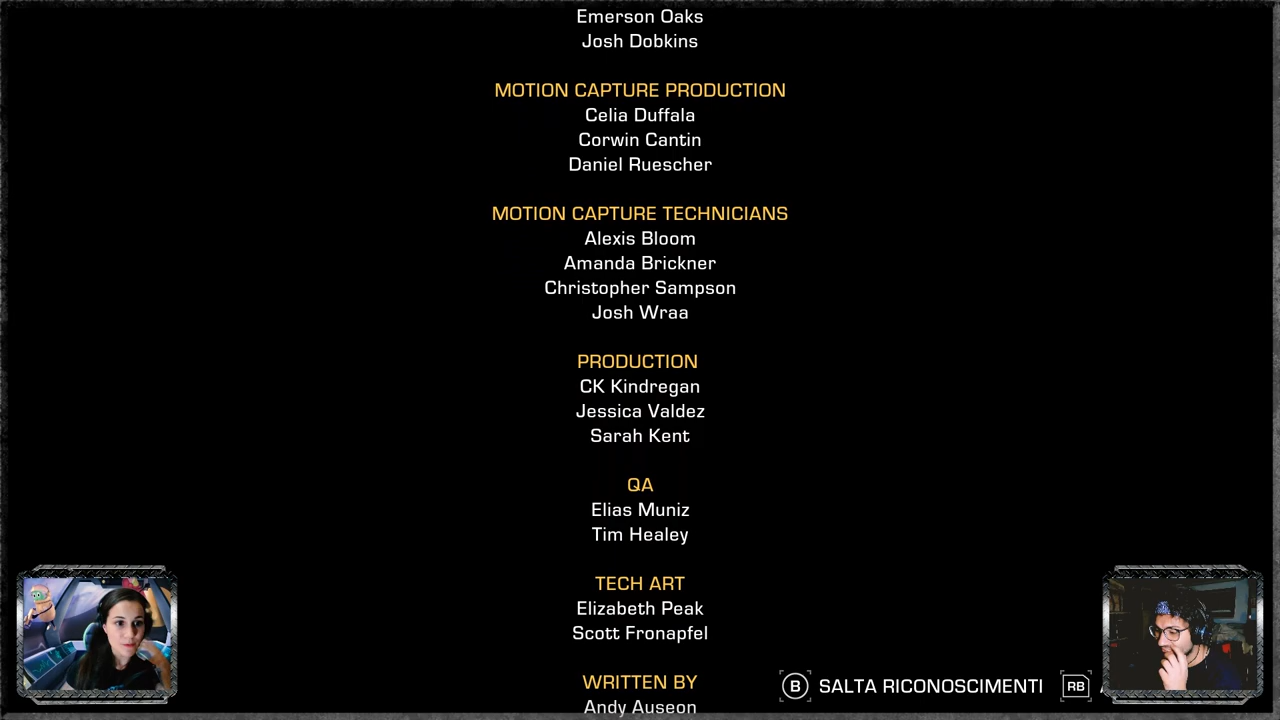 Emerson Oaks
Josh Dobkins
MOTION CAPTURE PRODUCTION
Celia Duffala
Corwin Cantin
Daniel Ruescher
MOTION CAPTURE TECHNICIANS
Alexis Bloom
Amanda Brickner
Christopher Sampson
Josh Wraa
PRODUCTION
CK Kindregan
Jessica Valdez
Sarah Kent
QA
Elias Muniz
Tim Healey
TECH ART
Elizabeth Peak
Scott Fronapfel
WRITTEN BY
Andy Auseon
B SALTA RICONOSCIMENTI RB